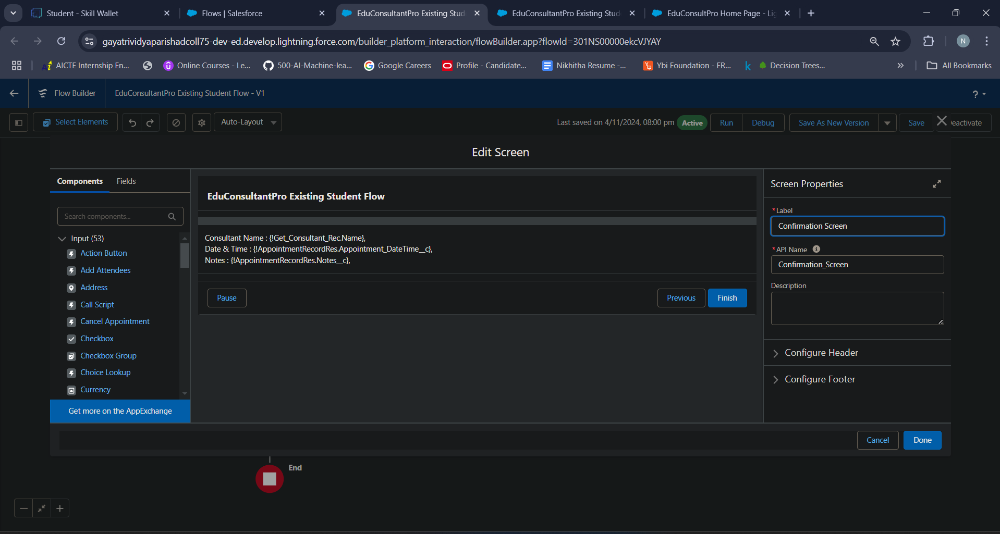 Student - Skill Wallet
Flows | Salesforce
EduConsultantPro Existing Stud
EduConsultantPro Existing Stud
EduConsultPro Home Page - Lig
gayatrividyaparishadcoll75-dev-ed.develop.lightning.force.com/builder_platform_interaction/flowBuilder.app?flowId=301NS00000ekcVJYAY
N
AICTE Internship En...
Online Courses - Le...
500-AI-Machine-lea...
Google Careers
Profile - Candidate...
Nikhitha Resume -...
Ybi Foundation - FR...
Decision Trees...
All Bookmarks
Flow Builder
EduConsultantPro Existing Student Flow - V1
?
Select Elements
Auto-Layout
Last saved on 4/11/2024, 08:00 pm
Active
Run
Debug
Save As New Version
Save
eactivate
Edit Screen
Components
Fields
Search components...
Input (53)
Action Button
Add Attendees
Address
Call Script
Cancel Appointment
Checkbox
Checkbox Group
Choice Lookup
Currency
Get more on the AppExchange
EduConsultantPro Existing Student Flow
Consultant Name : {!Get_Consultant_Rec.Name},
Date & Time : {!AppointmentRecordRes.Appointment_DateTime__c},
Notes : {!AppointmentRecordRes.Notes__c},
Pause
Previous
Finish
Screen Properties
*Label
Confirmation Screen
*API Name
Confirmation_Screen
Description
Configure Header
Configure Footer
Cancel
Done
End